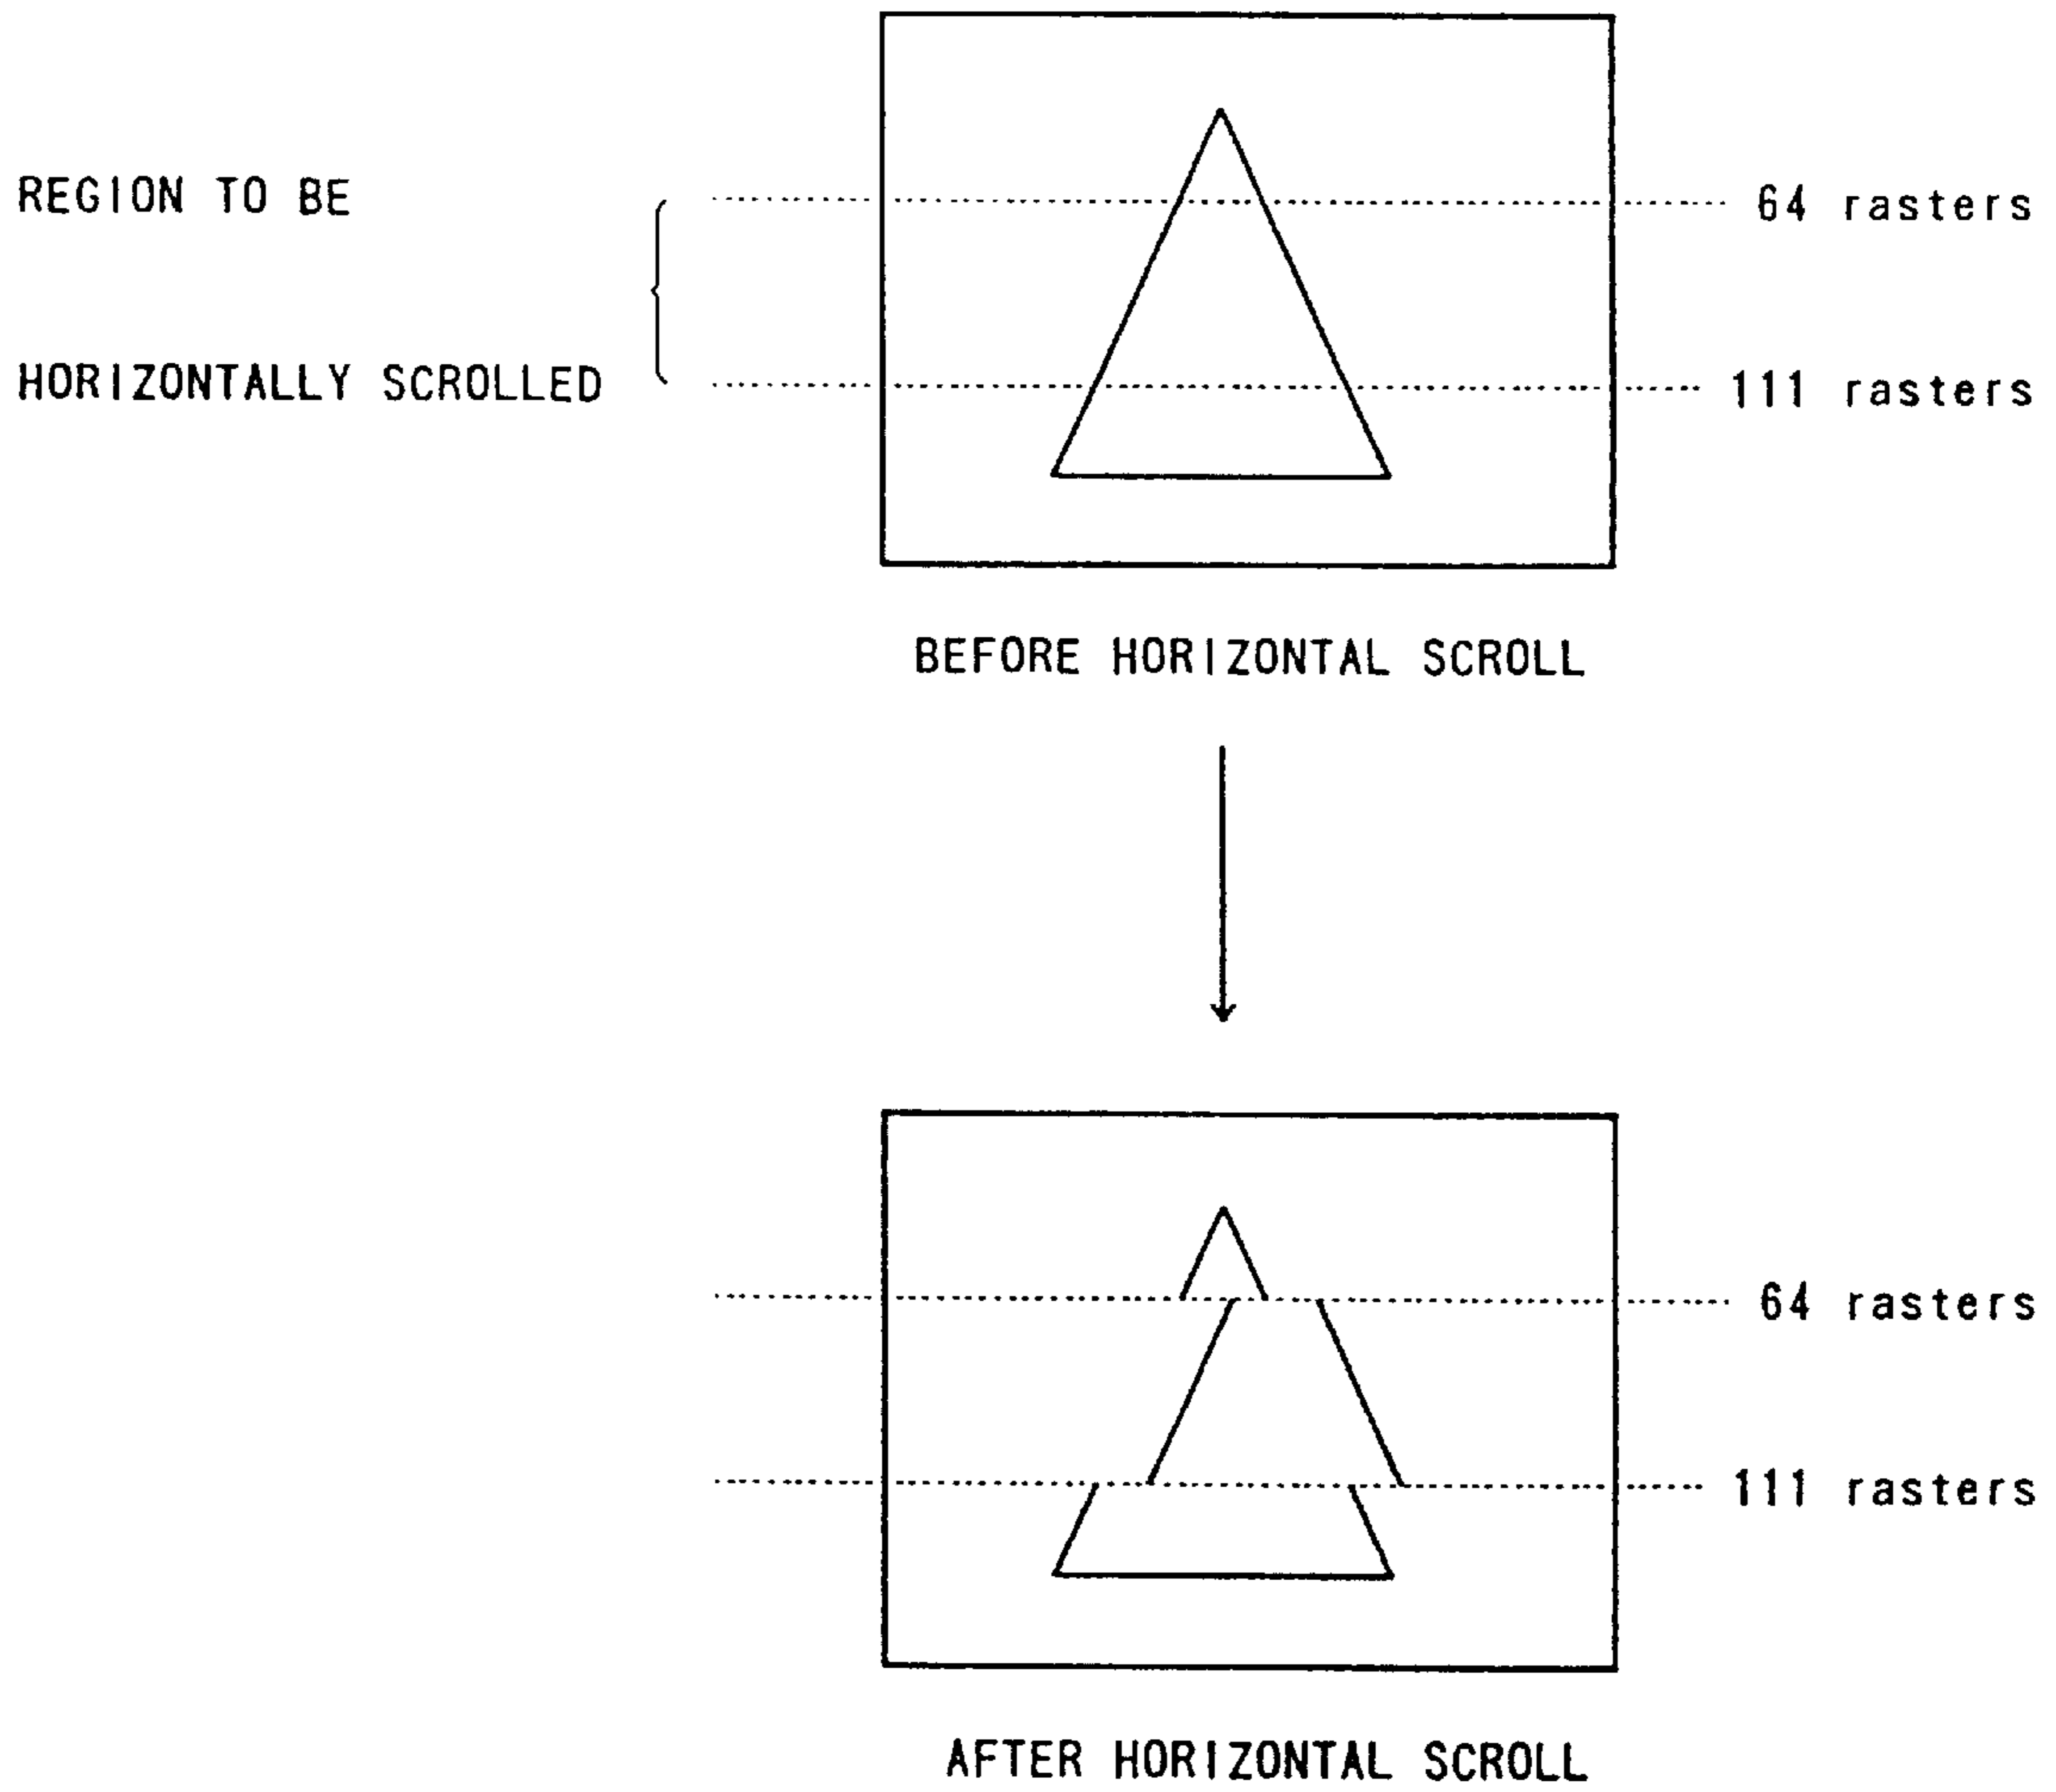 REGION TO BE
64 rasters
HORIZONTALLY SCROLLED
111 rasters
BEFORE HORIZONTAL SCROLL
64 rasters
111 rasters
AFTER HORIZONTAL SCROLL